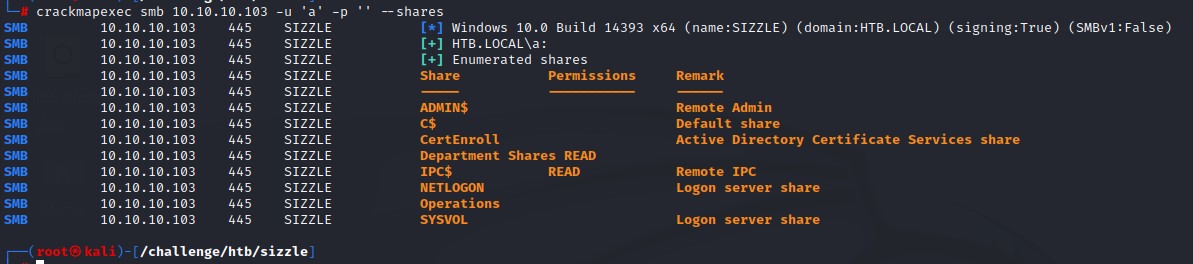 └─# crackmapexec smb 10.10.10.103 -u 'a' -p '' --shares
SMB 10.10.10.103 445 SIZZLE [*] Windows 10.0 Build 14393 x64 (name:SIZZLE) (domain:HTB.LOCAL) (signing:True) (SMBv1:False)
SMB 10.10.10.103 445 SIZZLE [+] HTB.LOCAL\a:
SMB 10.10.10.103 445 SIZZLE [+] Enumerated shares
SMB 10.10.10.103 445 SIZZLE Share Permissions Remark
SMB 10.10.10.103 445 SIZZLE ----- ----------- ------
SMB 10.10.10.103 445 SIZZLE ADMIN$ Remote Admin
SMB 10.10.10.103 445 SIZZLE C$ Default share
SMB 10.10.10.103 445 SIZZLE CertEnroll Active Directory Certificate Services share
SMB 10.10.10.103 445 SIZZLE Department Shares READ
SMB 10.10.10.103 445 SIZZLE IPC$ READ Remote IPC
SMB 10.10.10.103 445 SIZZLE NETLOGON Logon server share
SMB 10.10.10.103 445 SIZZLE Operations
SMB 10.10.10.103 445 SIZZLE SYSVOL Logon server share
┌──(root㉿kali)-[/challenge/htb/sizzle]